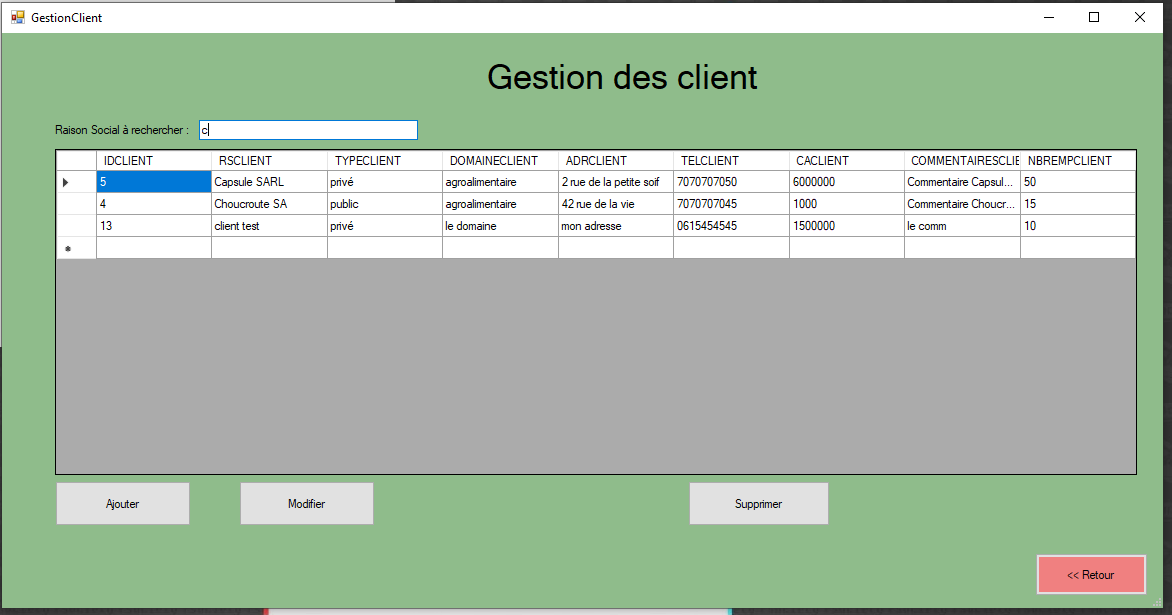 GestionClient
Gestion des client
Raison Social à rechercher : c
IDCLIENT RSCLIENT TYPECLIENT DOMAINECLIENT ADRCLIENT TELCLIENT CACLIENT COMMENTAIRESCLIE NBREMPCLIENT
5 Capsule SARL privé agroalimentaire 2 rue de la petite soif 7070707050 6000000 Commentaire Capsul... 50
4 Choucroute SA public agroalimentaire 42 rue de la vie 7070707045 1000 Commentaire Choucr... 15
13 client test privé le domaine mon adresse 0615454545 1500000 le comm 10
Ajouter Modifier Supprimer
<< Retour